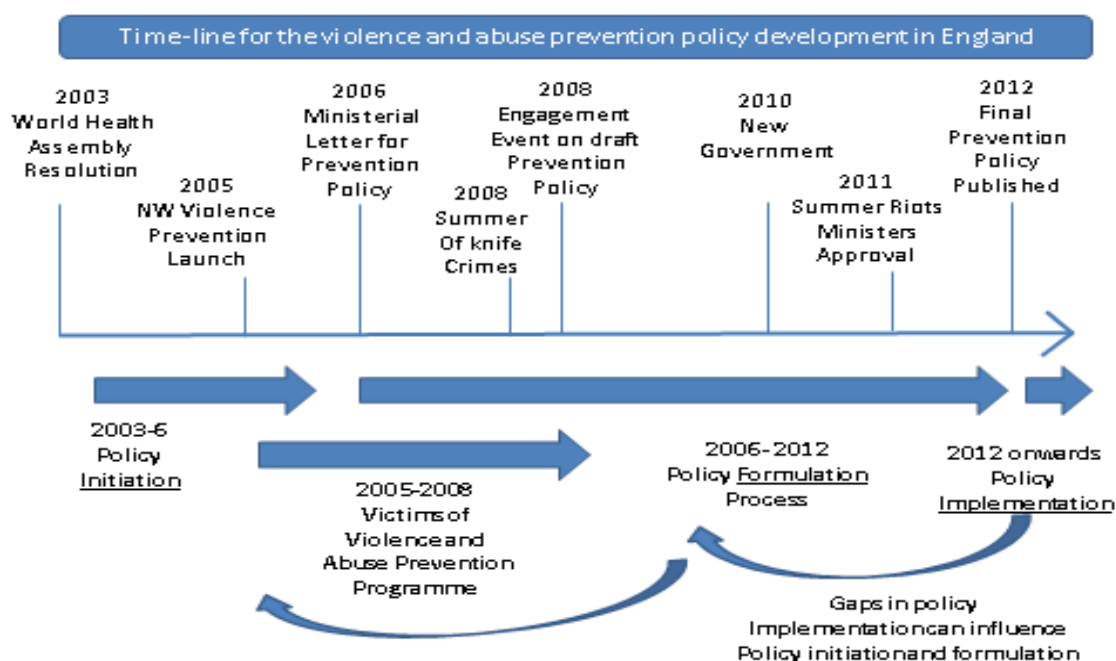 Time-line for the violence and abuse prevention policy development in England
2003
World Health
Assembly
Resolution
2005
NW Violence
Prevention
Launch
2006
Ministerial
Letter for
Prevention
Policy
2008
Summer
Of knife
Crimes
2008
Engagement
Event on draft
Prevention
Policy
2010
New
Government
2011
Summer Riots
Ministers
Approval
2012
Final
Prevention
Policy
Published
2003-6
Policy
Initiation
2005-2008
Victims of
Violence and
Abuse Prevention
Programme
2006-2012
Policy Formulation
Process
2012 onwards
Policy
Implementation
Gaps in policy
Implementation can influence
Policy initiation and formulation